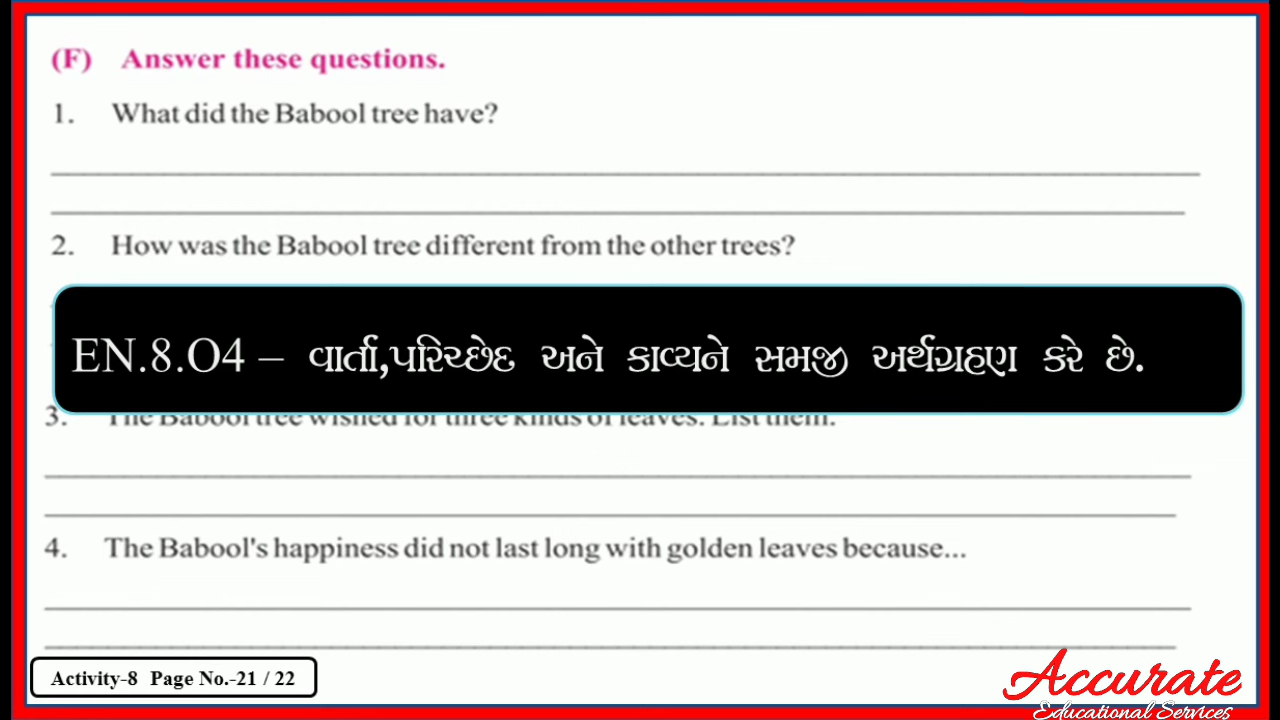 (F) Answer these questions.
1. What did the Babool tree have?
2. How was the Babool tree different from the other trees?
EN.8.O4 – વાર્તા,પરિચ્છેદ અને કાવ્યને સમજી અર્થગ્રહણ કરે છે.
3. The Babool tree wished for three kinds of leaves. List them.
4. The Babool's happiness did not last long with golden leaves because...
Activity-8 Page No.-21 / 22
Accurate
Educational Services